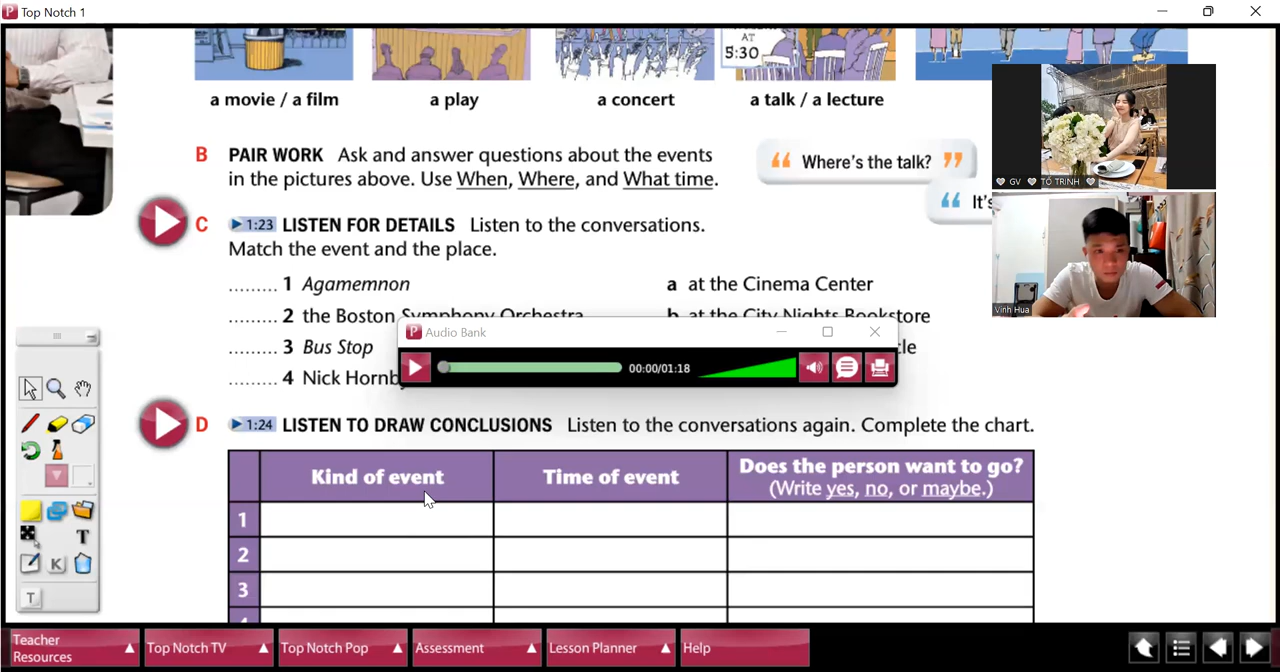 Top Notch 1
AT
5:30
a movie / a film
a play
a concert
a talk / a lecture
B PAIR WORK Ask and answer questions about the events
in the pictures above. Use When, Where, and What time.
“ Where's the talk? ”
“ It's
GV TỐ TRINH
Vinh Hua
C 1:23 LISTEN FOR DETAILS Listen to the conversations.
Match the event and the place.
......... 1 Agamemnon
a at the Cinema Center
......... 2 the Boston Symphony Orchestra
b at the City Nights Bookstore
......... 3 Bus Stop
......... 4 Nick Hornby
Audio Bank
00:00/01:18
D 1:24 LISTEN TO DRAW CONCLUSIONS Listen to the conversations again. Complete the chart.
Kind of event
Time of event
Does the person want to go?
(Write yes, no, or maybe.)
1
2
3
4
T
K
T
Teacher
Resources
Top Notch TV
Top Notch Pop
Assessment
Lesson Planner
Help